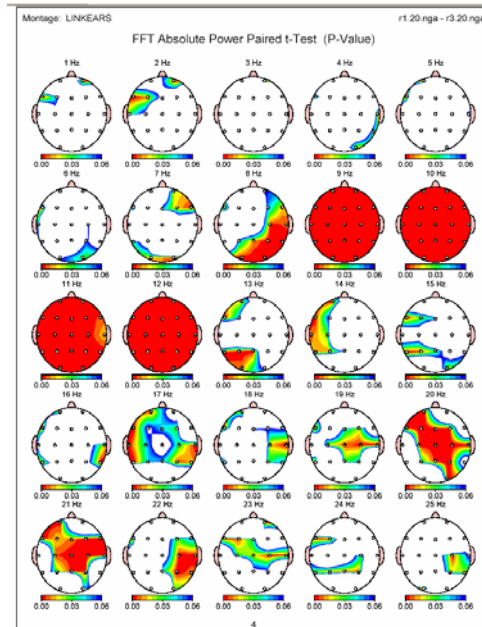 Montage: LINKEARS r1.20.nga - r3.20.nga
FFT Absolute Power Paired t-Test (P-Value)
1 Hz 2 Hz 3 Hz 4 Hz 5 Hz
0.00 0.03 0.06 0.00 0.03 0.06 0.00 0.03 0.06 0.00 0.03 0.06 0.00 0.03 0.06
6 Hz 7 Hz 8 Hz 9 Hz 10 Hz
0.00 0.03 0.06 0.00 0.03 0.06 0.00 0.03 0.06 0.00 0.03 0.06 0.00 0.03 0.06
11 Hz 12 Hz 13 Hz 14 Hz 15 Hz
0.00 0.03 0.06 0.00 0.03 0.06 0.00 0.03 0.06 0.00 0.03 0.06 0.00 0.03 0.06
16 Hz 17 Hz 18 Hz 19 Hz 20 Hz
0.00 0.03 0.06 0.00 0.03 0.06 0.00 0.03 0.06 0.00 0.03 0.06 0.00 0.03 0.06
21 Hz 22 Hz 23 Hz 24 Hz 25 Hz
0.00 0.03 0.06 0.00 0.03 0.06 0.00 0.03 0.06 0.00 0.03 0.06 0.00 0.03 0.06
4